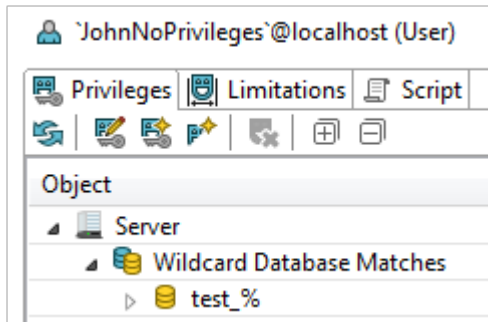 `JohnNoPrivileges`@localhost (User)
Privileges Limitations Script
Object
Server
Wildcard Database Matches
test_%